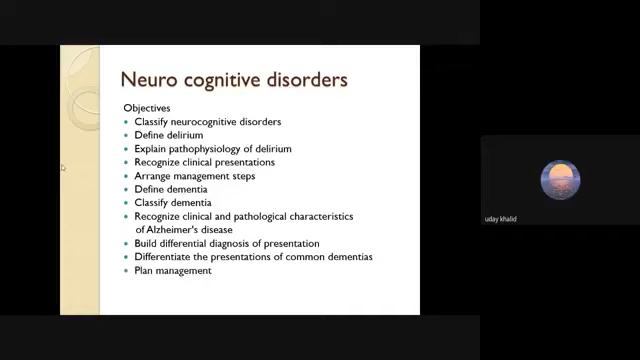 Neuro cognitive disorders
Objectives
Classify neurocognitive disorders
Define delirium
Explain pathophysiology of delirium
Recognize clinical presentations
Arrange management steps
Define dementia
Classify dementia
Recognize clinical and pathological characteristics
of Alzheimer's disease
Build differential diagnosis of presentation
Differentiate the presentations of common dementias
Plan management
uday khalid